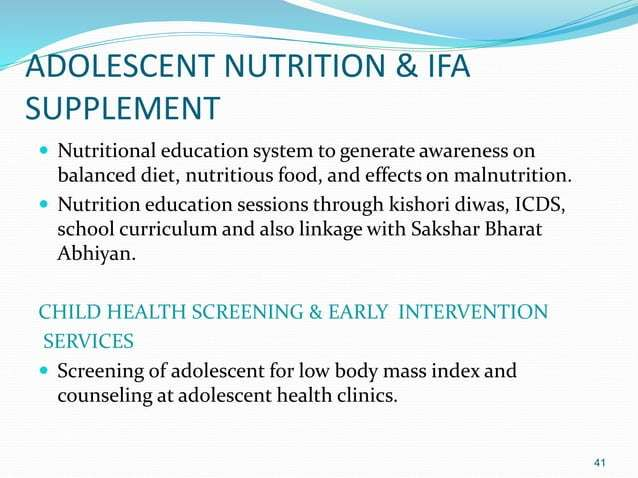 ADOLESCENT NUTRITION & IFA
SUPPLEMENT
• Nutritional education system to generate awareness on
balanced diet, nutritious food, and effects on malnutrition.
• Nutrition education sessions through kishori diwas, ICDS,
school curriculum and also linkage with Sakshar Bharat
Abhiyan.
CHILD HEALTH SCREENING & EARLY INTERVENTION
SERVICES
• Screening of adolescent for low body mass index and
counseling at adolescent health clinics.
41